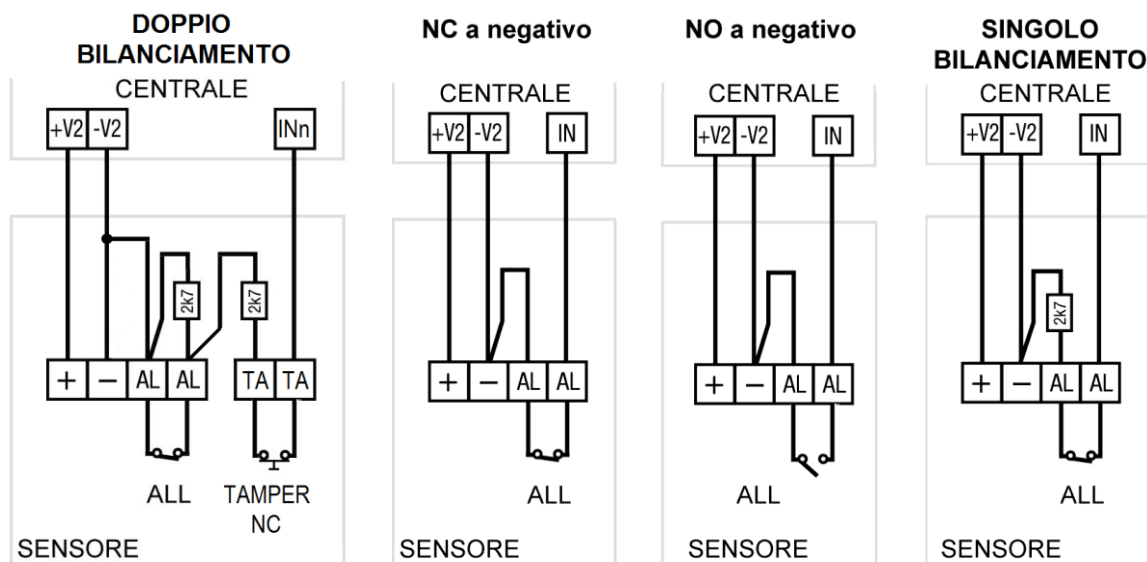 DOPPIO
BILANCIAMENTO
CENTRALE
+V2 -V2 INn
2k7 2k7
+ − AL AL TA TA
ALL TAMPER
NC
SENSORE
NC a negativo
CENTRALE
+V2 -V2 IN
+ − AL AL
ALL
SENSORE
NO a negativo
CENTRALE
+V2 -V2 IN
+ − AL AL
ALL
SENSORE
SINGOLO
BILANCIAMENTO
CENTRALE
+V2 -V2 IN
2k7
+ − AL AL
ALL
SENSORE